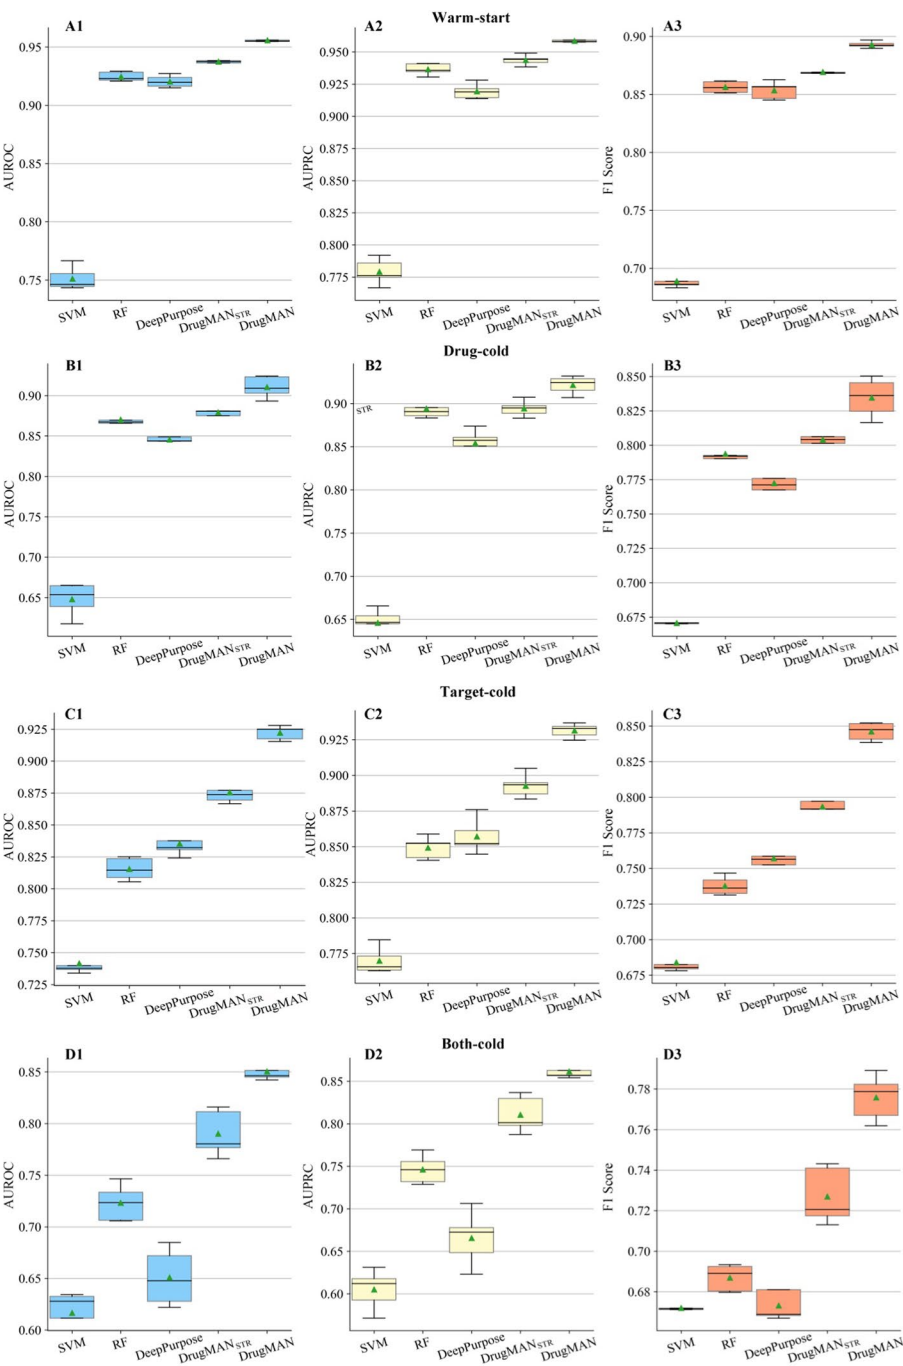 Warm-start
A1
AUROC
0.95
0.90
0.85
0.80
0.75
SVM
RF
DeepPurpose
DrugMANSTR
DrugMAN
A2
AUPRC
0.950
0.925
0.900
0.875
0.850
0.825
0.800
0.775
SVM
RF
DeepPurpose
DrugMANSTR
DrugMAN
A3
F1 Score
0.90
0.85
0.80
0.75
0.70
SVM
RF
DeepPurpose
DrugMANSTR
DrugMAN
Drug-cold
B1
AUROC
0.90
0.85
0.80
0.75
0.70
0.65
SVM
RF
DeepPurpose
DrugMANSTR
DrugMAN
B2
AUPRC
0.90
STR
0.85
0.80
0.75
0.70
0.65
SVM
RF
DeepPurpose
DrugMANSTR
DrugMAN
B3
F1 Score
0.850
0.825
0.800
0.775
0.750
0.725
0.700
0.675
SVM
RF
DeepPurpose
DrugMANSTR
DrugMAN
Target-cold
C1
AUROC
0.925
0.900
0.875
0.850
0.825
0.800
0.775
0.750
0.725
SVM
RF
DeepPurpose
DrugMANSTR
DrugMAN
C2
AUPRC
0.925
0.900
0.875
0.850
0.825
0.800
0.775
SVM
RF
DeepPurpose
DrugMANSTR
DrugMAN
C3
F1 Score
0.850
0.825
0.800
0.775
0.750
0.725
0.700
0.675
SVM
RF
DeepPurpose
DrugMANSTR
DrugMAN
Both-cold
D1
AUROC
0.85
0.80
0.75
0.70
0.65
0.60
SVM
RF
DeepPurpose
DrugMANSTR
DrugMAN
D2
AUPRC
0.85
0.80
0.75
0.70
0.65
0.60
SVM
RF
DeepPurpose
DrugMANSTR
DrugMAN
D3
F1 Score
0.78
0.76
0.74
0.72
0.70
0.68
SVM
RF
DeepPurpose
DrugMANSTR
DrugMAN